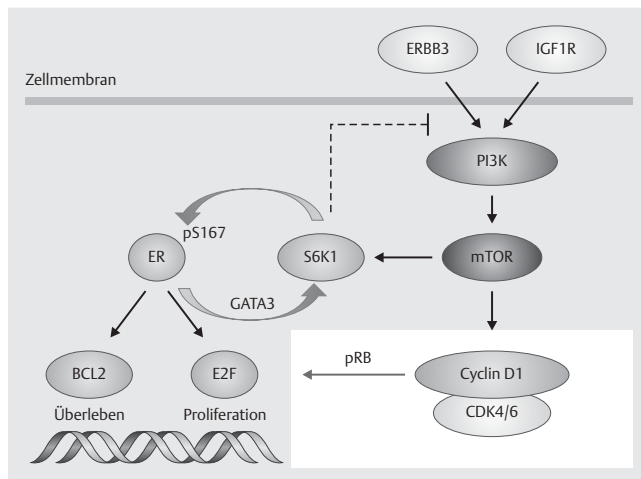 ERBB3 IGF1R
Zellmembran
PI3K
pS167
ER S6K1 mTOR
GATA3
pRB
BCL2 E2F Cyclin D1
Überleben Proliferation CDK4/6